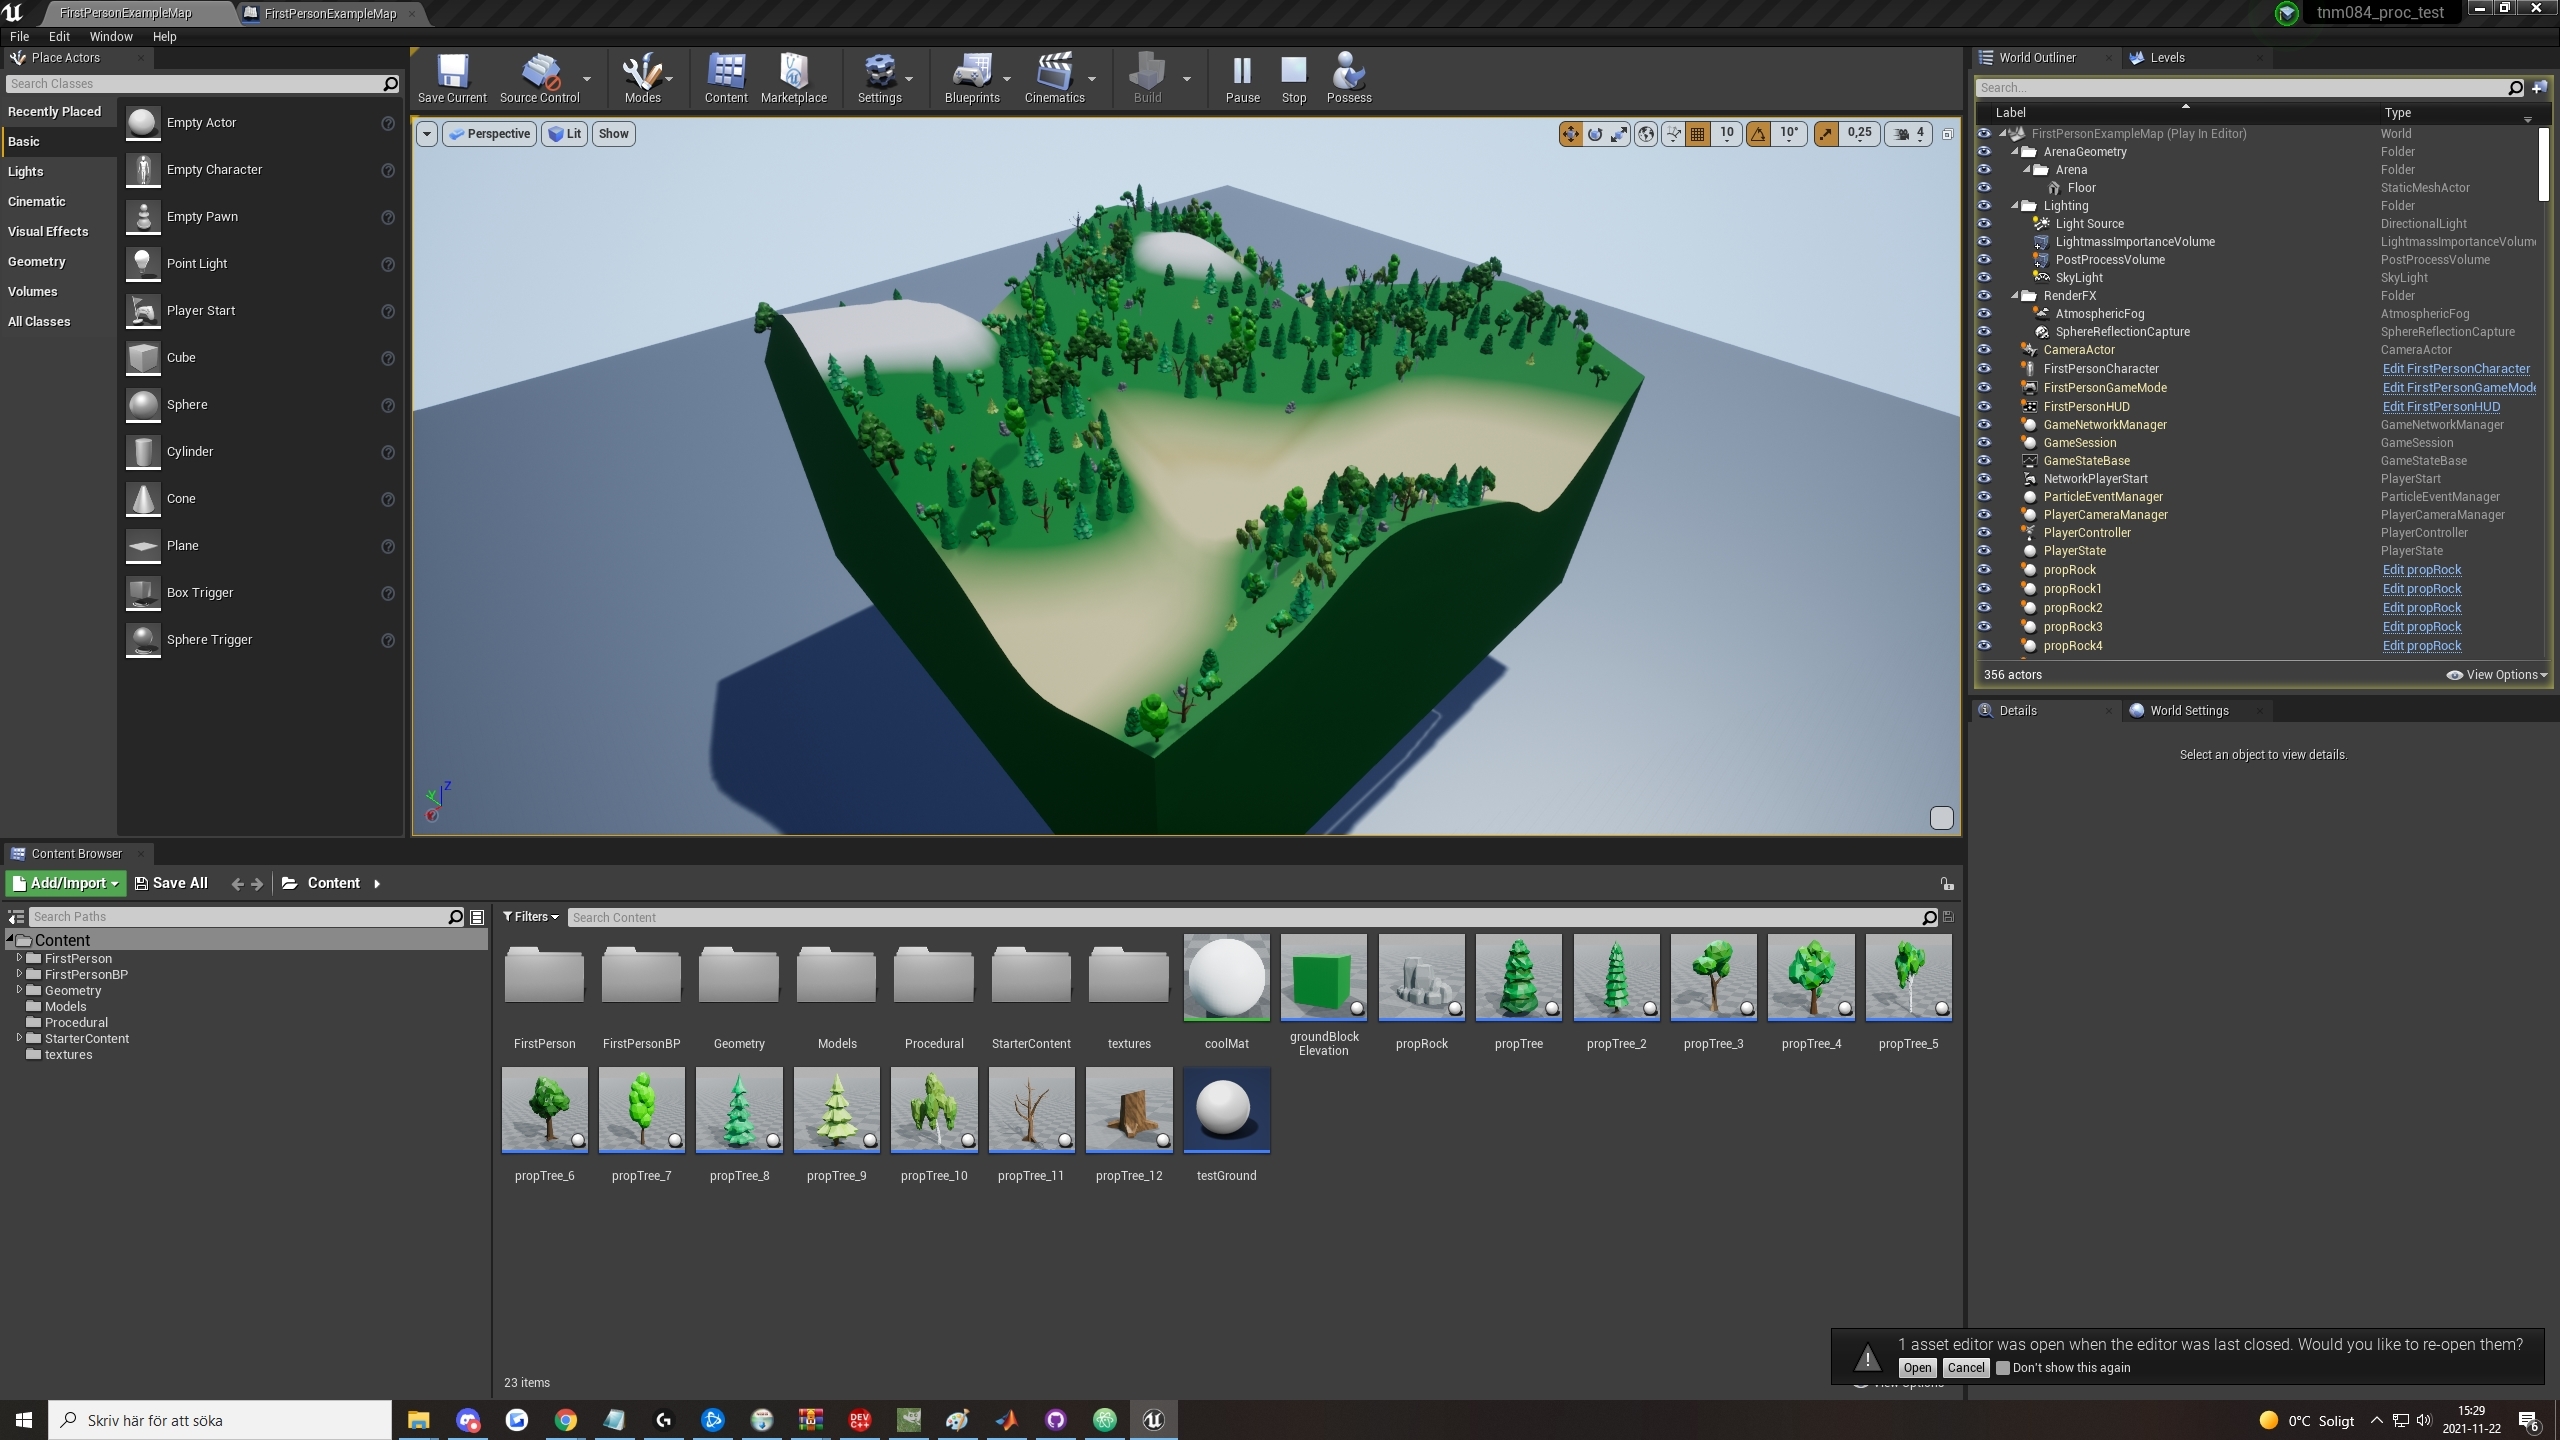 FirstPersonExampleMap
FirstPersonExampleMap
tnm084_proc_test
File Edit Window Help
Place Actors
Search Classes
Recently Placed
Basic
Lights
Cinematic
Visual Effects
Geometry
Volumes
All Classes
Empty Actor
Empty Character
Empty Pawn
Point Light
Player Start
Cube
Sphere
Cylinder
Cone
Plane
Box Trigger
Sphere Trigger
Save Current Source Control Modes Content Marketplace Settings Blueprints Cinematics Build Pause Stop Possess
Perspective Lit Show
10 10° 0,25 4
Z
Y
World Outliner Levels
Search...
Label Type
FirstPersonExampleMap (Play In Editor) World
ArenaGeometry Folder
Arena Folder
Floor StaticMeshActor
Lighting Folder
Light Source DirectionalLight
LightmassImportanceVolume LightmassImportanceVolum
PostProcessVolume PostProcessVolume
SkyLight SkyLight
RenderFX Folder
AtmosphericFog AtmosphericFog
SphereReflectionCapture SphereReflectionCapture
CameraActor CameraActor
FirstPersonCharacter Edit FirstPersonCharacter
FirstPersonGameMode Edit FirstPersonGameMode
FirstPersonHUD Edit FirstPersonHUD
GameNetworkManager GameNetworkManager
GameSession GameSession
GameStateBase GameStateBase
NetworkPlayerStart PlayerStart
ParticleEventManager ParticleEventManager
PlayerCameraManager PlayerCameraManager
PlayerController PlayerController
PlayerState PlayerState
propRock Edit propRock
propRock1 Edit propRock
propRock2 Edit propRock
propRock3 Edit propRock
propRock4 Edit propRock
356 actors View Options
Details World Settings
Select an object to view details.
Content Browser
Add/Import Save All Content
Search Paths
Content
FirstPerson
FirstPersonBP
Geometry
Models
Procedural
StarterContent
textures
Filters Search Content
FirstPerson FirstPersonBP Geometry Models Procedural StarterContent textures coolMat groundBlock
Elevation propRock propTree propTree_2 propTree_3 propTree_4 propTree_5
propTree_6 propTree_7 propTree_8 propTree_9 propTree_10 propTree_11 propTree_12 testGround
23 items
1 asset editor was open when the editor was last closed. Would you like to re-open them?
Open Cancel Don't show this again
Skriv här för att söka
DEV
C++
0°C Soligt
15:29
2021-11-22
6